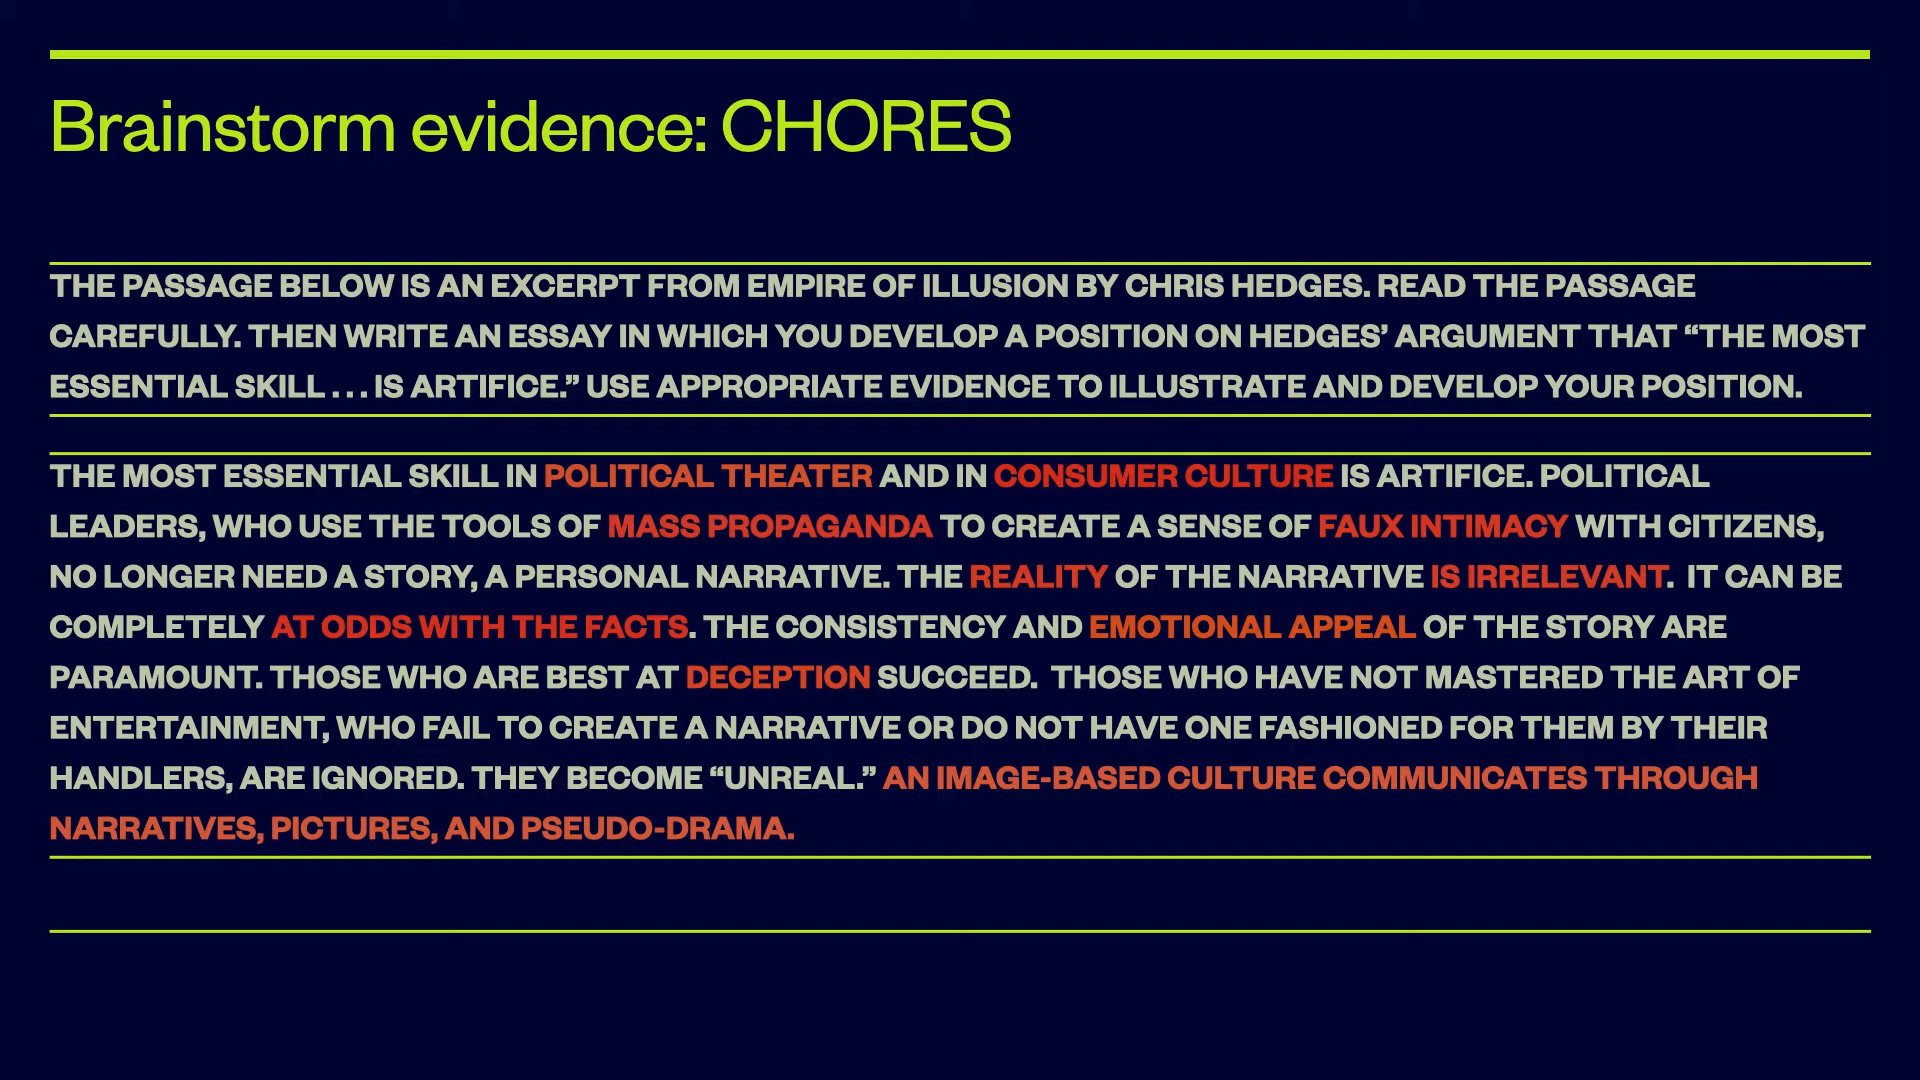 Brainstorm evidence: CHORES
THE PASSAGE BELOW IS AN EXCERPT FROM EMPIRE OF ILLUSION BY CHRIS HEDGES. READ THE PASSAGE
CAREFULLY. THEN WRITE AN ESSAY IN WHICH YOU DEVELOP A POSITION ON HEDGES’ ARGUMENT THAT “THE MOST
ESSENTIAL SKILL . . . IS ARTIFICE.” USE APPROPRIATE EVIDENCE TO ILLUSTRATE AND DEVELOP YOUR POSITION.
THE MOST ESSENTIAL SKILL IN POLITICAL THEATER AND IN CONSUMER CULTURE IS ARTIFICE. POLITICAL
LEADERS, WHO USE THE TOOLS OF MASS PROPAGANDA TO CREATE A SENSE OF FAUX INTIMACY WITH CITIZENS,
NO LONGER NEED A STORY, A PERSONAL NARRATIVE. THE REALITY OF THE NARRATIVE IS IRRELEVANT. IT CAN BE
COMPLETELY AT ODDS WITH THE FACTS. THE CONSISTENCY AND EMOTIONAL APPEAL OF THE STORY ARE
PARAMOUNT. THOSE WHO ARE BEST AT DECEPTION SUCCEED. THOSE WHO HAVE NOT MASTERED THE ART OF
ENTERTAINMENT, WHO FAIL TO CREATE A NARRATIVE OR DO NOT HAVE ONE FASHIONED FOR THEM BY THEIR
HANDLERS, ARE IGNORED. THEY BECOME “UNREAL.” AN IMAGE-BASED CULTURE COMMUNICATES THROUGH
NARRATIVES, PICTURES, AND PSEUDO-DRAMA.